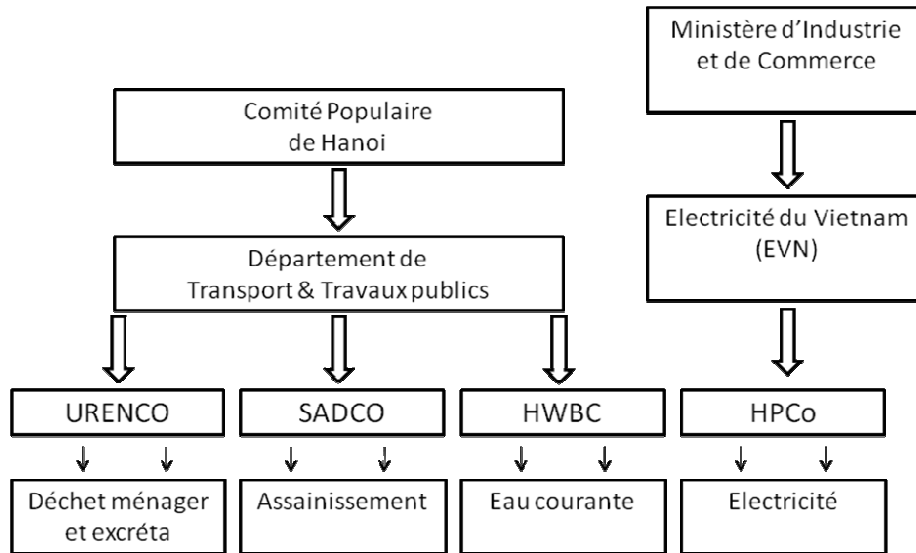 Ministère d'Industrie
et de Commerce
Comité Populaire
de Hanoi
Electricité du Vietnam
(EVN)
Département de
Transport & Travaux publics
URENCO
SADCO
HWBC
HPCo
Déchet ménager
et excréta
Assainissement
Eau courante
Electricité